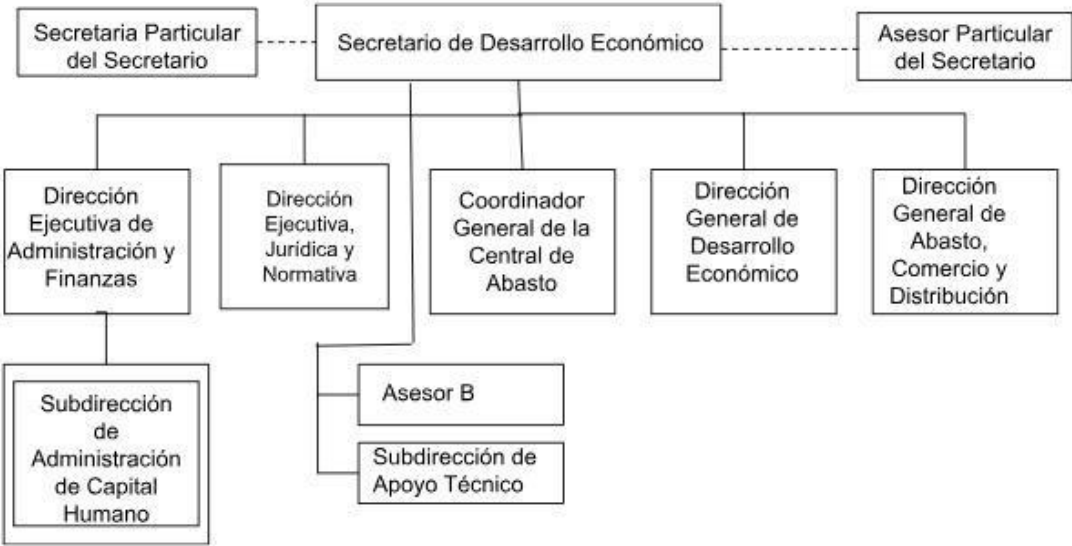 Secretaria Particular
del Secretario
Secretario de Desarrollo Económico
Asesor Particular
del Secretario
Dirección
Ejecutiva de
Administración y
Finanzas
Dirección
Ejecutiva,
Jurídica y
Normativa
Coordinador
General de la
Central de
Abasto
Dirección
General de
Desarrollo
Económico
Dirección
General de
Abasto,
Comercio y
Distribución
Subdirección
de
Administración
de Capital
Humano
Asesor B
Subdirección de
Apoyo Técnico